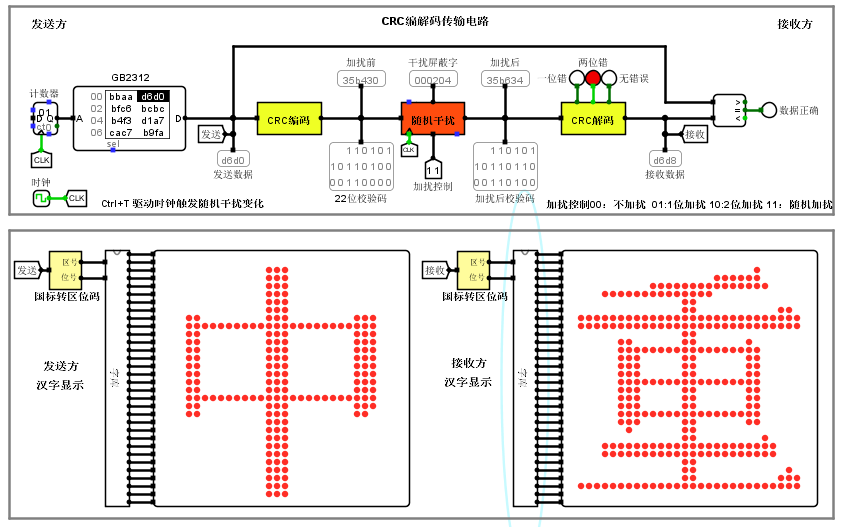 CRC编解码传输电路
发送方
接收方
GB2312
计数器
加扰前
干扰屏蔽字
加扰后
两位错
一位错
无错误
35b430
000204
35b634
00 bbaa d6d0
02 bfc6 bcbc
04 b4f3 d1a7
06 cac7 b9fa
A
D
sel
01
D Q
ct0
CLK
CRC编码
随机干扰
CRC解码
>
=
<
数据正确
发送
接收
d6d0
发送数据
CLK
11
加扰控制
110101
10110100
00110000
22位校验码
110101
10110110
00110100
加扰后校验码
d6d8
接收数据
时钟
CLK
Ctrl+T 驱动时钟触发随机干扰变化
加扰控制00：不加扰 01:1位加扰 10:2位加扰 11：随机加扰
发送
区号
位号
国标转区位码
发送方
汉字显示
接收
区号
位号
国标转区位码
接收方
汉字显示
中
重